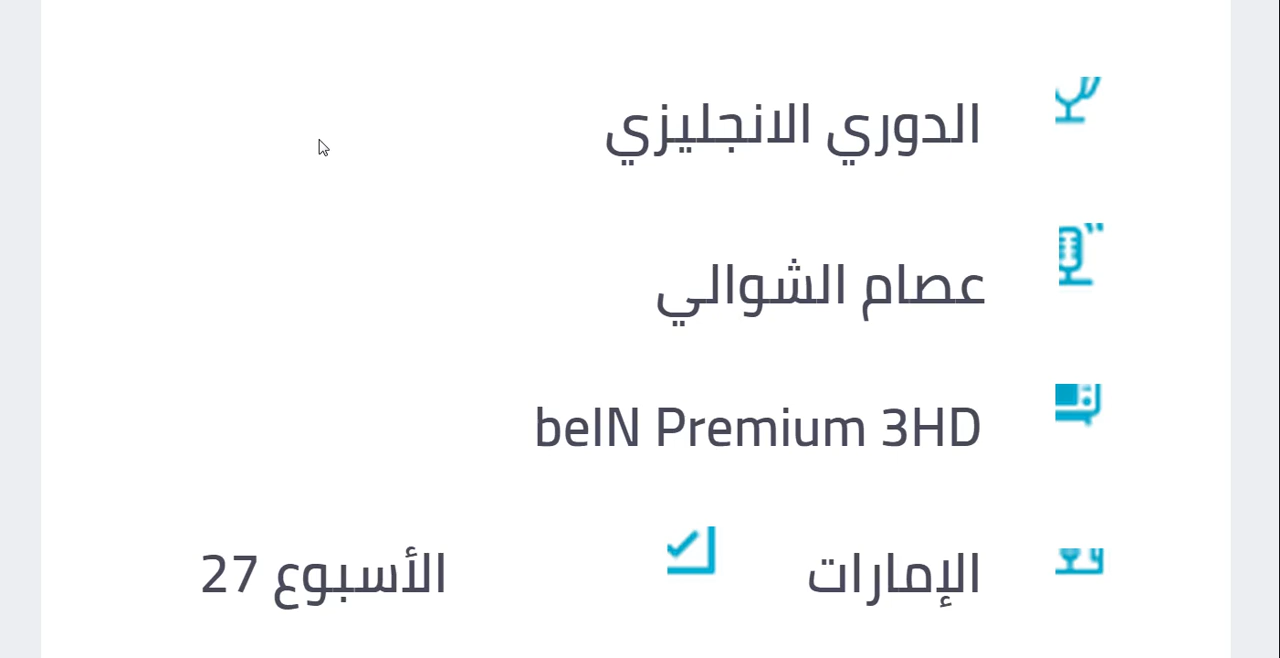 الدوري الانجليزي
عصام الشوالي
beIN Premium 3HD
الإمارات
الأسبوع 27